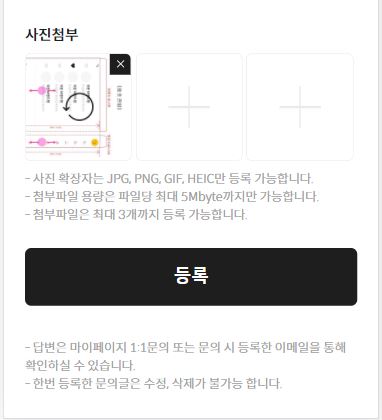 사진첨부
- 사진 확장자는 JPG, PNG, GIF, HEIC만 등록 가능합니다.
- 첨부파일 용량은 파일당 최대 5Mbyte까지만 가능합니다.
- 첨부파일은 최대 3개까지 등록 가능합니다.
등록
- 답변은 마이페이지 1:1문의 또는 문의 시 등록한 이메일을 통해
확인하실 수 있습니다.
- 한번 등록한 문의글은 수정, 삭제가 불가능 합니다.